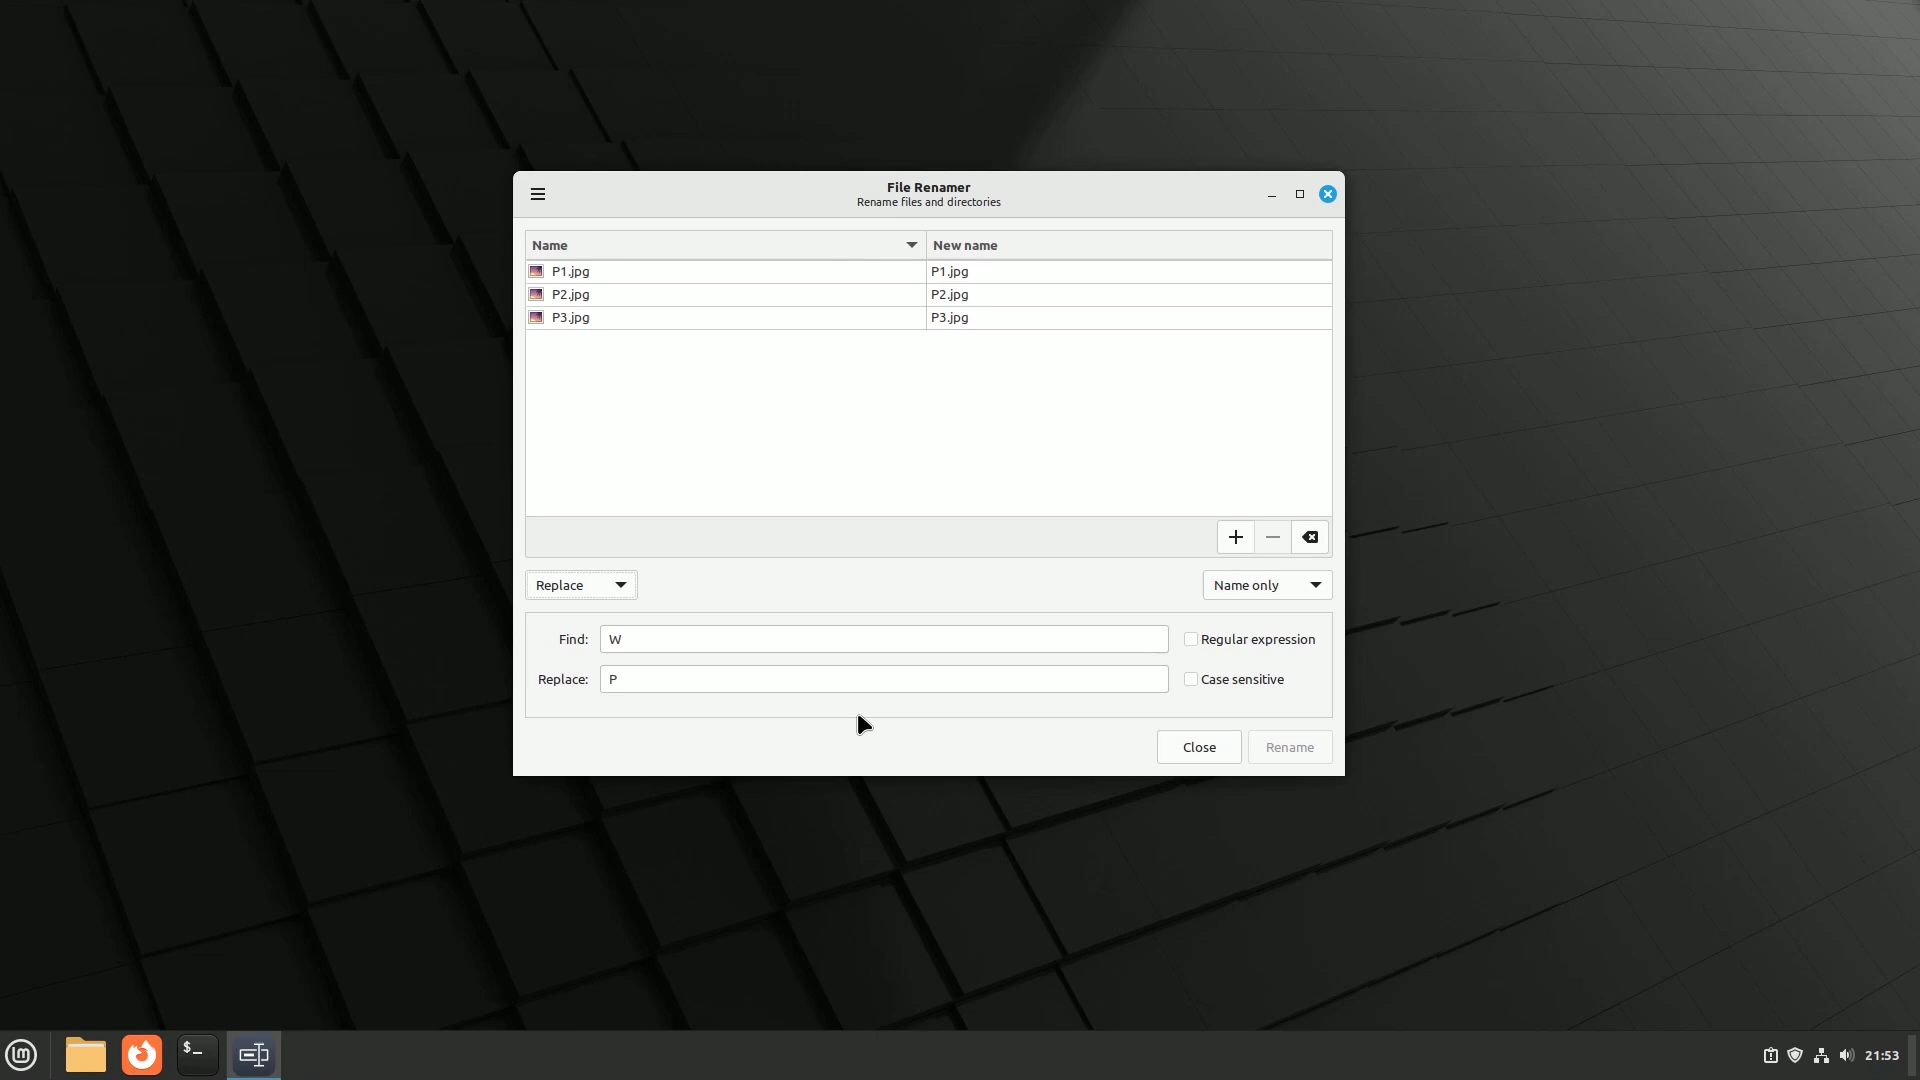 File Renamer
Rename files and directories
Name New name
P1.jpg P1.jpg
P2.jpg P2.jpg
P3.jpg P3.jpg
Replace Name only
Find: W Regular expression
Replace: P Case sensitive
Close Rename
lm $_ 21:53